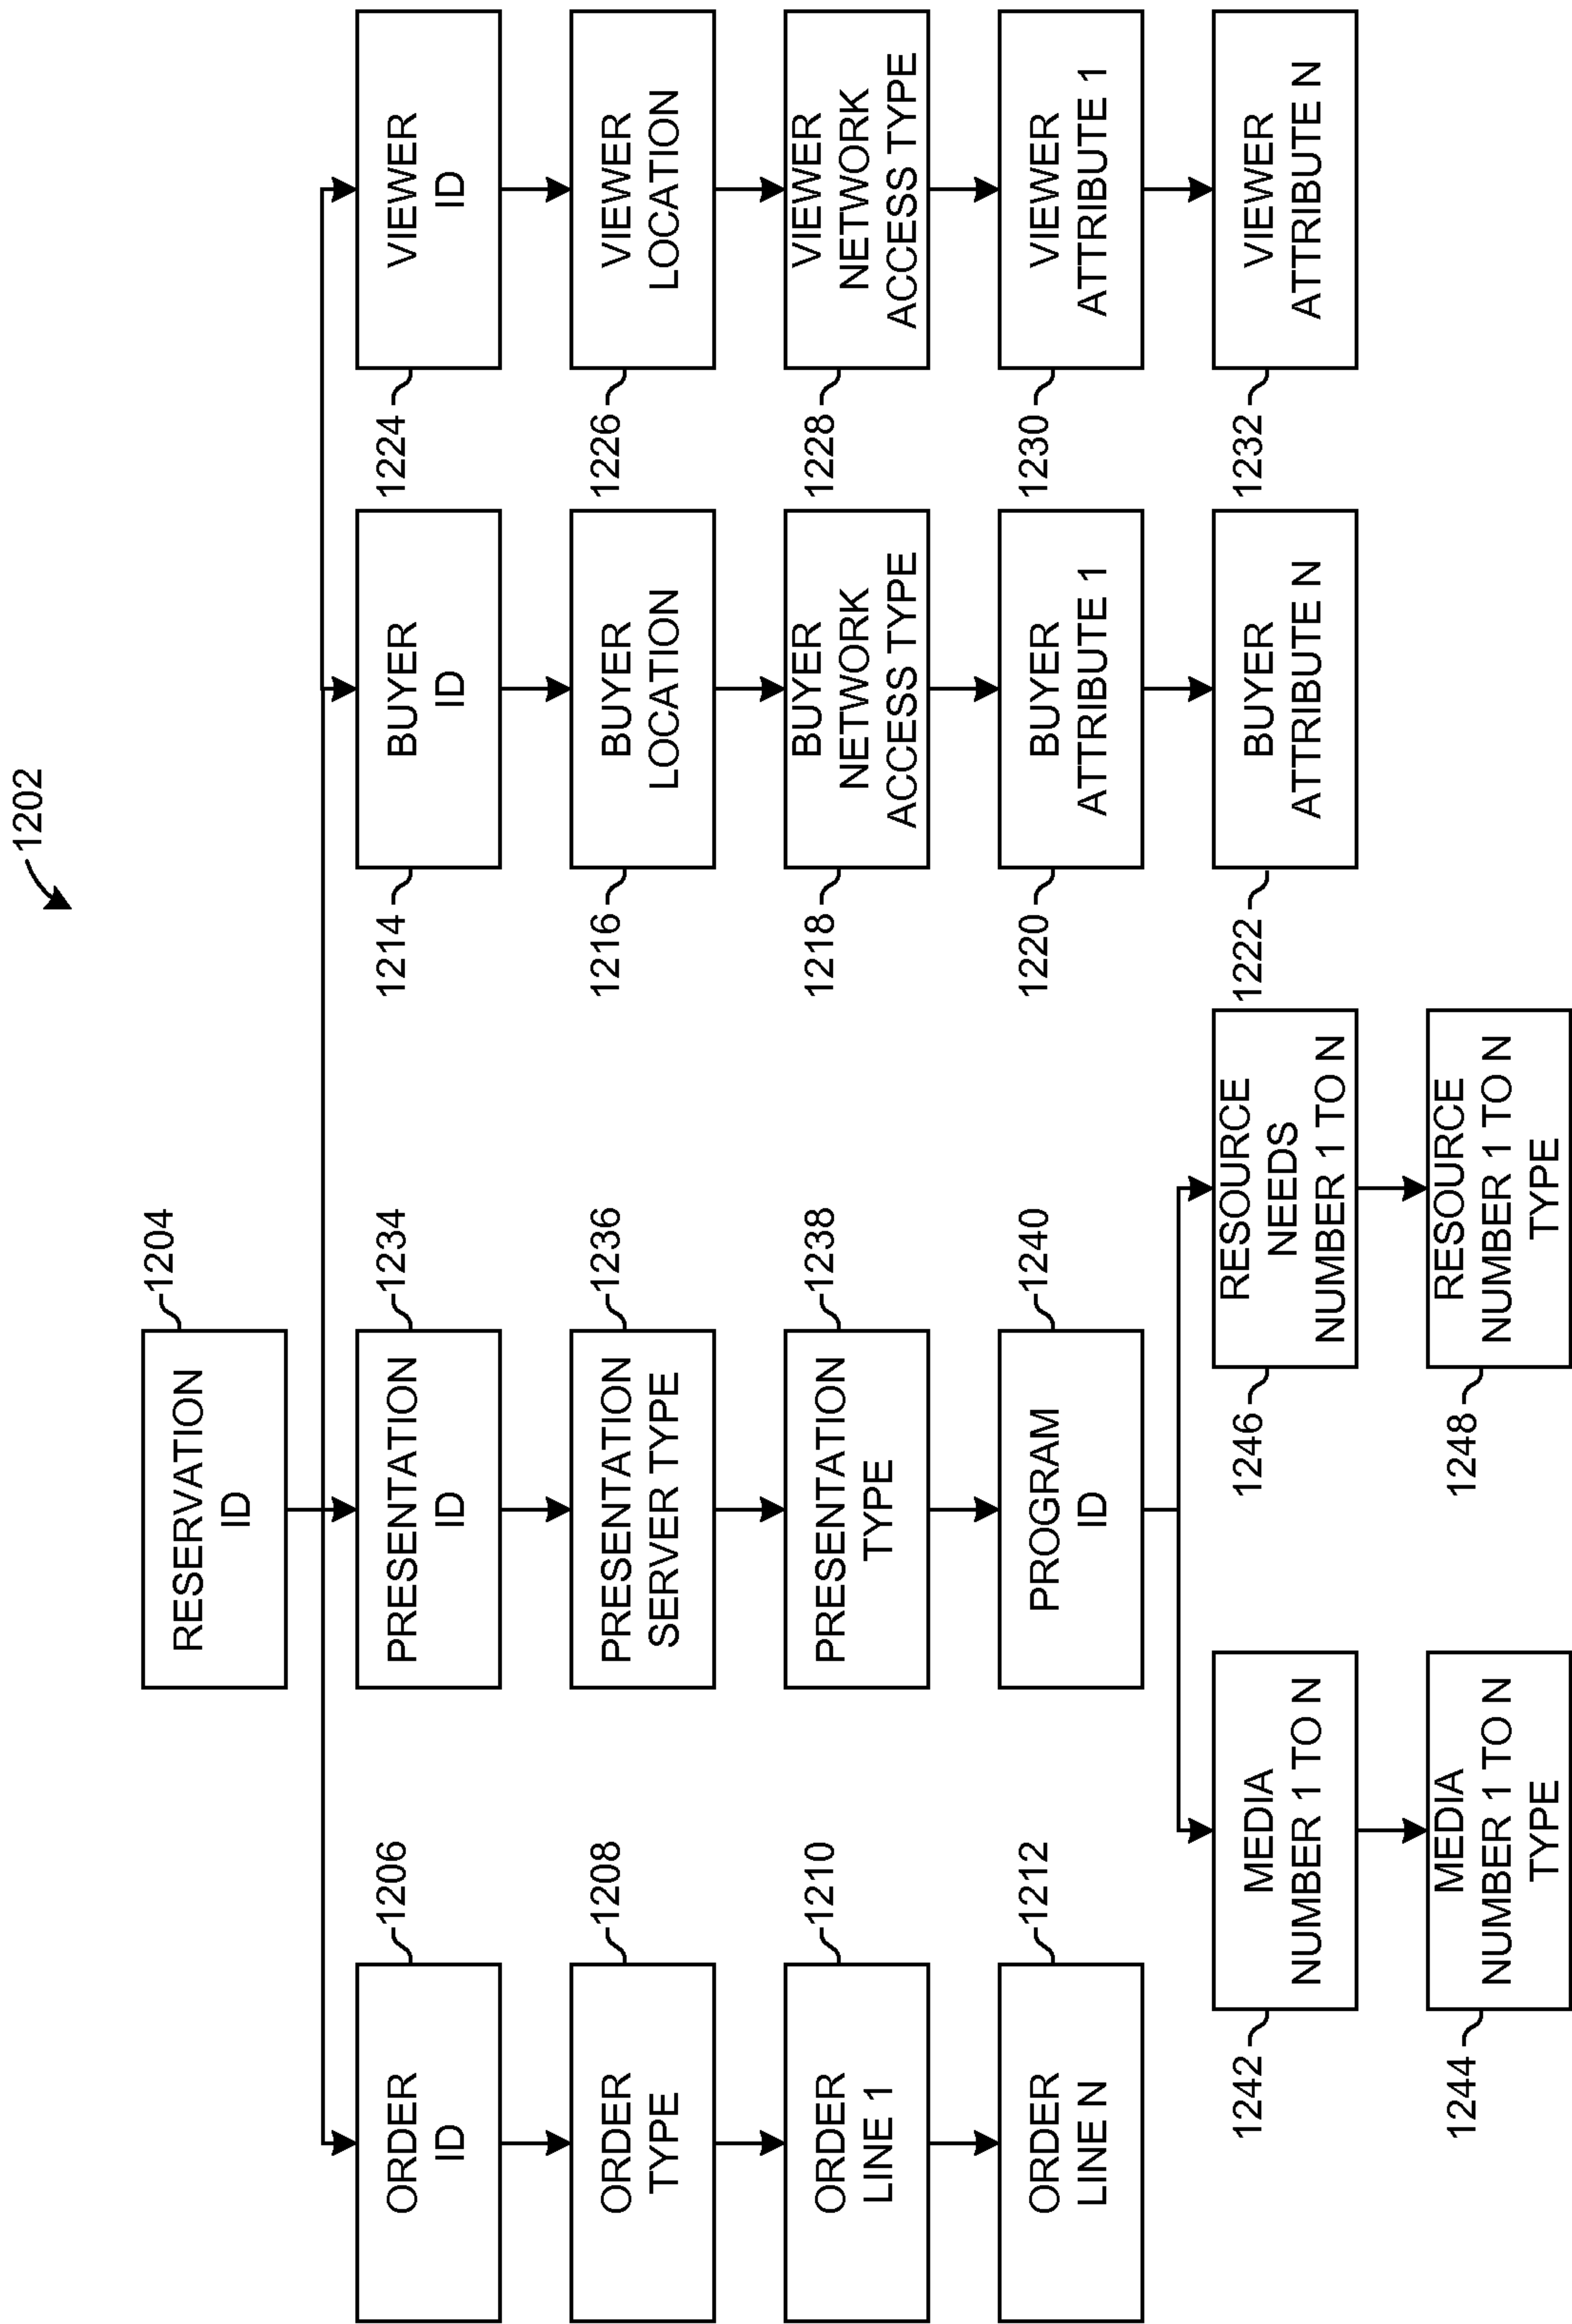 1202
RESERVATION
ID
1204
ORDER
ID
1206
ORDER
TYPE
1208
ORDER
LINE 1
1210
ORDER
LINE N
1212
PRESENTATION
ID
1234
PRESENTATION
SERVER TYPE
1236
PRESENTATION
TYPE
1238
PROGRAM
ID
1240
MEDIA
NUMBER 1 TO N
1242
MEDIA
NUMBER 1 TO N
TYPE
1244
RESOURCE
NEEDS
NUMBER 1 TO N
1246
RESOURCE
NUMBER 1 TO N
TYPE
1248
BUYER
ID
1214
BUYER
LOCATION
1216
BUYER
NETWORK
ACCESS TYPE
1218
BUYER
ATTRIBUTE 1
1220
BUYER
ATTRIBUTE N
1222
VIEWER
ID
1224
VIEWER
LOCATION
1226
VIEWER
NETWORK
ACCESS TYPE
1228
VIEWER
ATTRIBUTE 1
1230
VIEWER
ATTRIBUTE N
1232